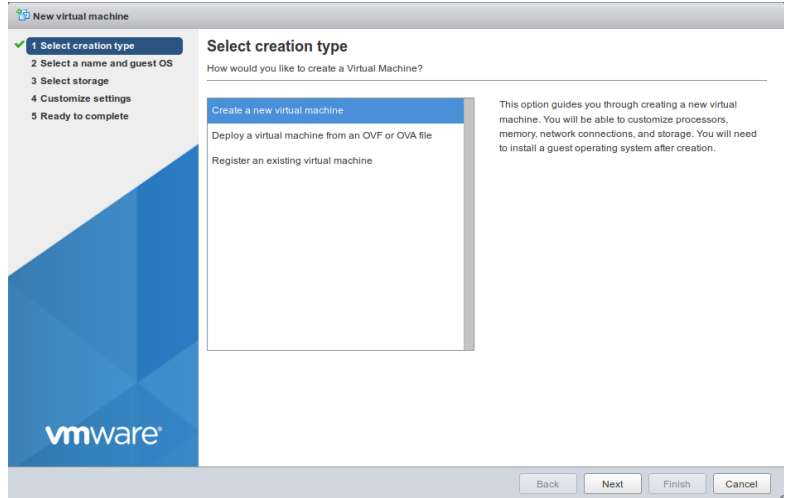 New virtual machine
1 Select creation type
2 Select a name and guest OS
3 Select storage
4 Customize settings
5 Ready to complete
Select creation type
How would you like to create a Virtual Machine?
Create a new virtual machine
Deploy a virtual machine from an OVF or OVA file
Register an existing virtual machine
This option guides you through creating a new virtual
machine. You will be able to customize processors,
memory, network connections, and storage. You will need
to install a guest operating system after creation.
vmware®
Back
Next
Finish
Cancel